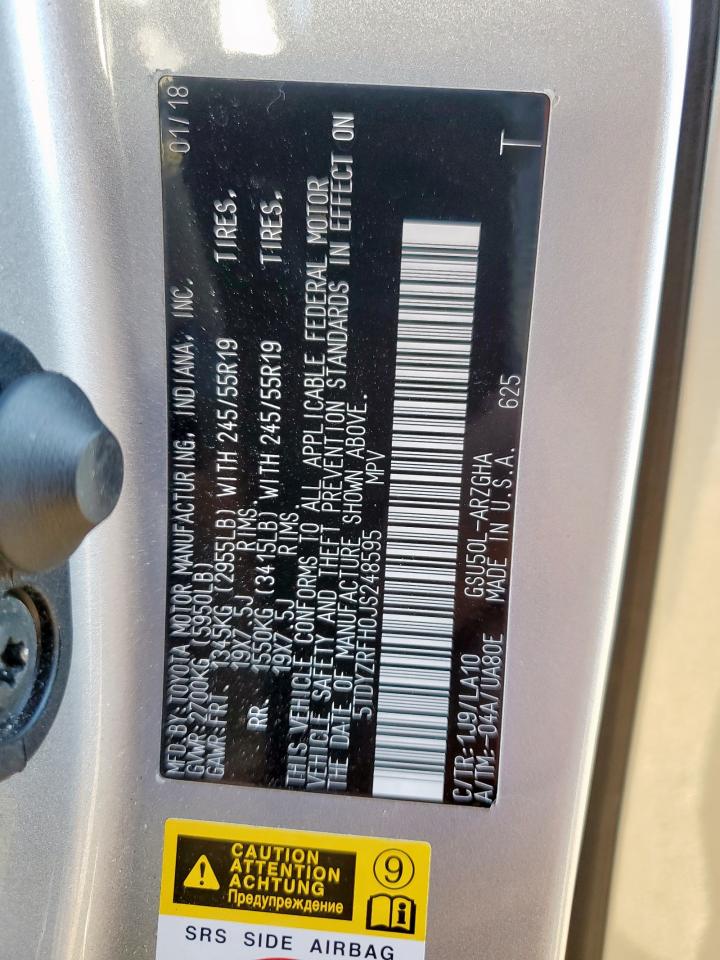 MFD.BY:TOYOTA MOTOR MANUFACTURING, INDIANA, INC. 01/18
GVWR:2700KG(5950LB)
GAWR:FRT. 1345KG (2955LB) WITH 245/55R19 TIRES,
19X7.5J RIMS.
RR. 1550KG (3415LB) WITH 245/55R19 TIRES,
19X7.5J RIMS
THIS VEHICLE CONFORMS TO ALL APPLICABLE FEDERAL MOTOR
VEHICLE SAFETY AND THEFT PREVENTION STANDARDS IN EFFECT ON
THE DATE OF MANUFACTURE SHOWN ABOVE.
5TDYZRFH0JS248595 MPV
C/TR:1J9/LA10 GSU50L-ARZGHA
A/TM: -04A/UA80E MADE IN U.S.A. 625 T
CAUTION
ATTENTION
ACHTUNG
Предупреждение
9
SRS SIDE AIRBAG